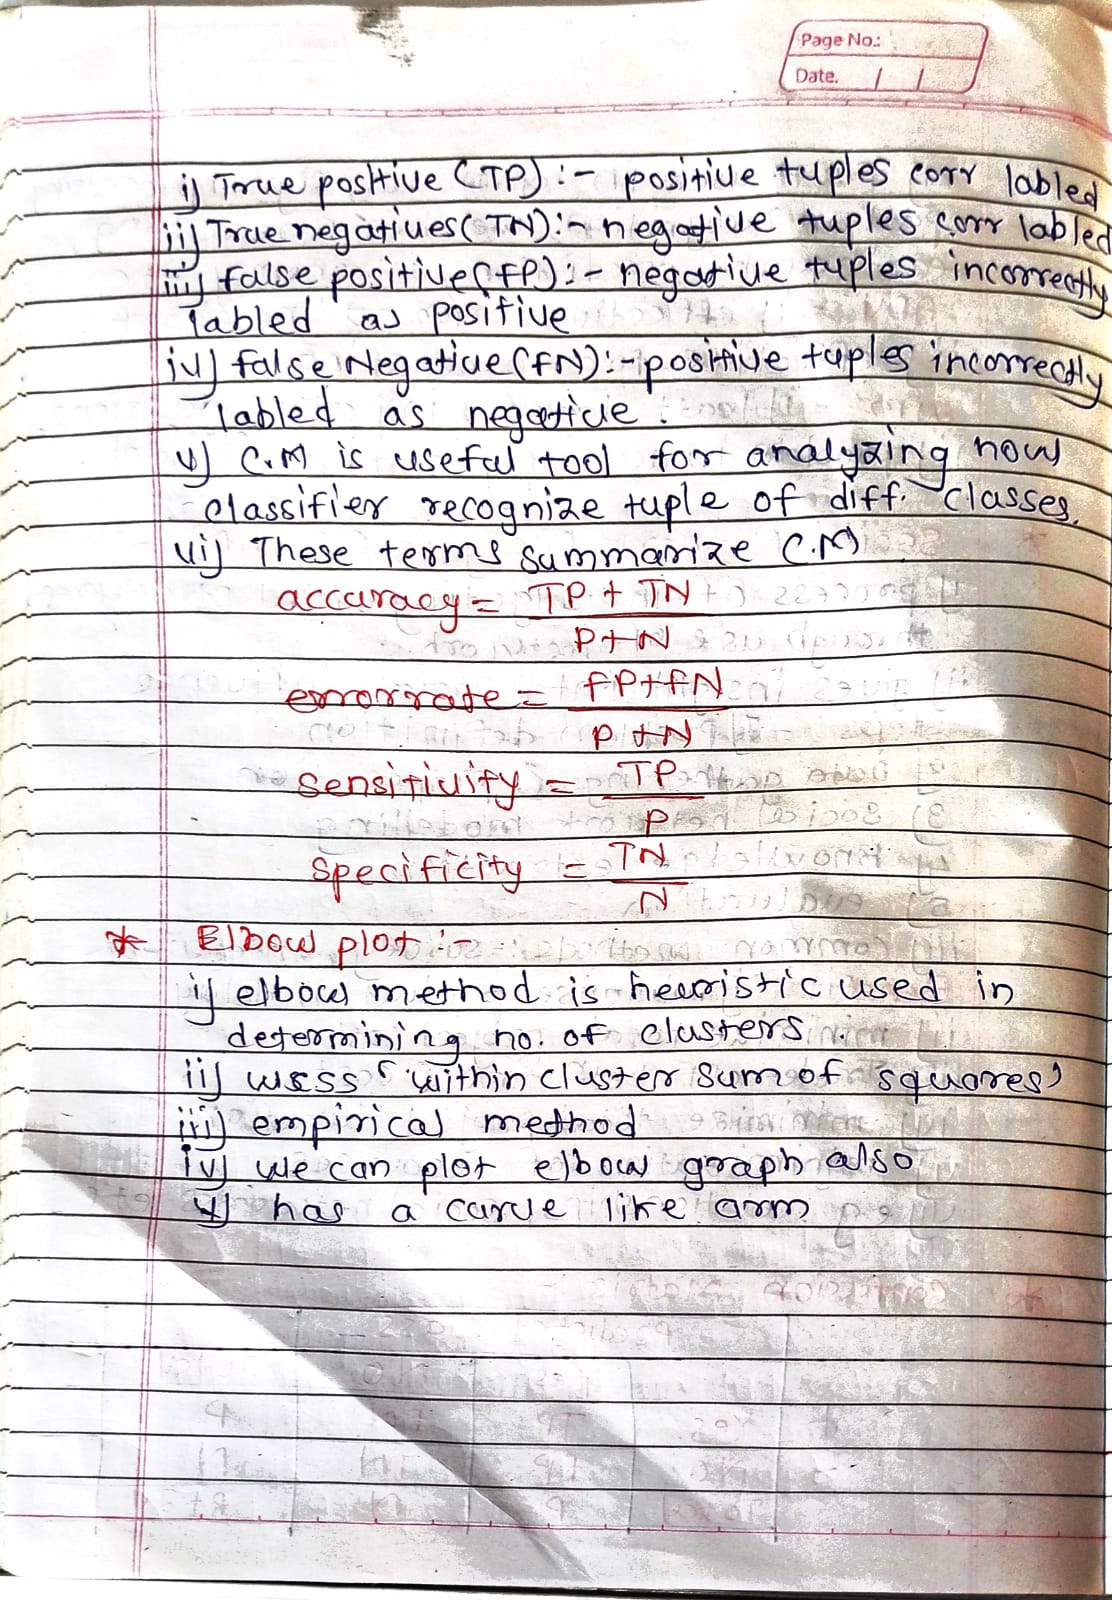 Page No.:
Date. / /
i) True positive (TP) :- positive tuples corr labled
ii) True negatives (TN):- negative tuples corr labled
iii) false positive (fP) :- negative tuples incorrectly
labled as positive
iv) false Negative (fN):- positive tuples incorrectly
labled as negative.
v) C.M is useful tool for analyzing how
classifier recognize tuple of diff. classes.
vi) These terms summarize C.M
accuracy = TP + TN
P+N
errorrate = fP+fN
P+N
Sensitivity = TP
P
Specificity = TN
N
* Elbow plot :-
i) elbow method is heuristic used in
determining no. of clusters
ii) wcss 'within cluster sum of squares'
iii) empirical method
iv) we can plot elbow graph also
v) has a curve like arm